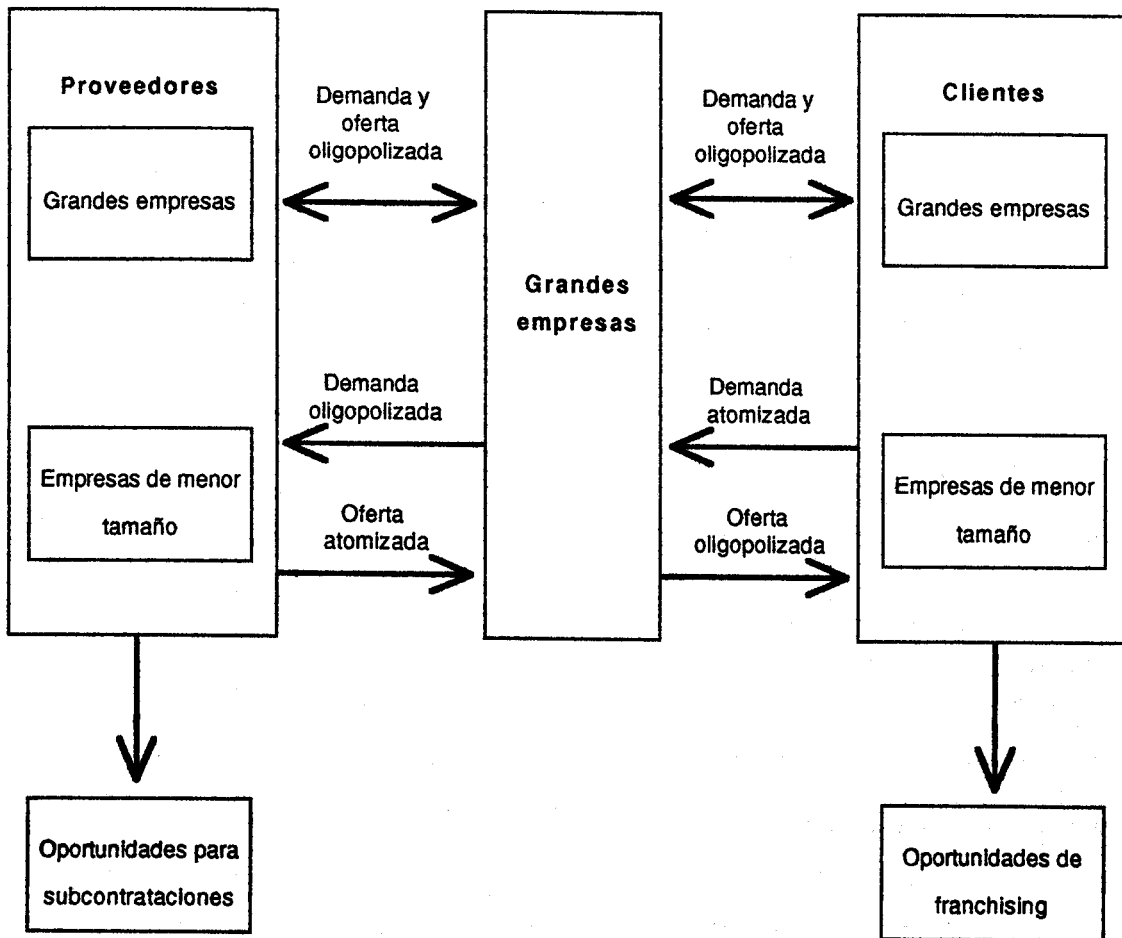 Proveedores
Grandes empresas
Empresas de menor
tamaño
Demanda y
oferta
oligopolizada
Demanda
oligopolizada
Oferta
atomizada
Grandes
empresas
Demanda y
oferta
oligopolizada
Demanda
atomizada
Oferta
oligopolizada
Clientes
Grandes empresas
Empresas de menor
tamaño
Oportunidades para
subcontrataciones
Oportunidades de
franchising